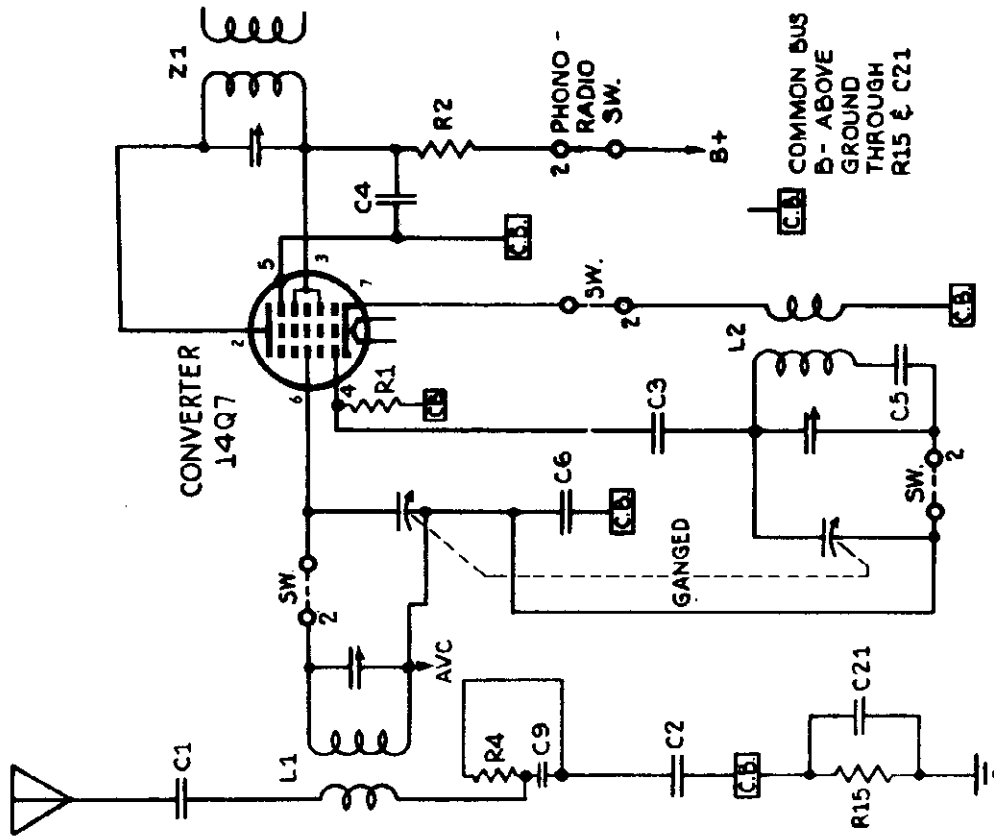 Z1
C4
R2
2
PHONO-
RADIO
SW.
B+
COMMON BUS
B- ABOVE
GROUND
THROUGH
R15 & C21
C.B.
C.B.
CONVERTER
14Q7
2
5
3
6
4
7
R1
C.B.
SW.
2
L2
C.B.
C3
C5
SW.
2
C6
C.B.
GANGED
SW.
2
AVC
L1
C1
R4
C9
C2
C.B.
R15
C21